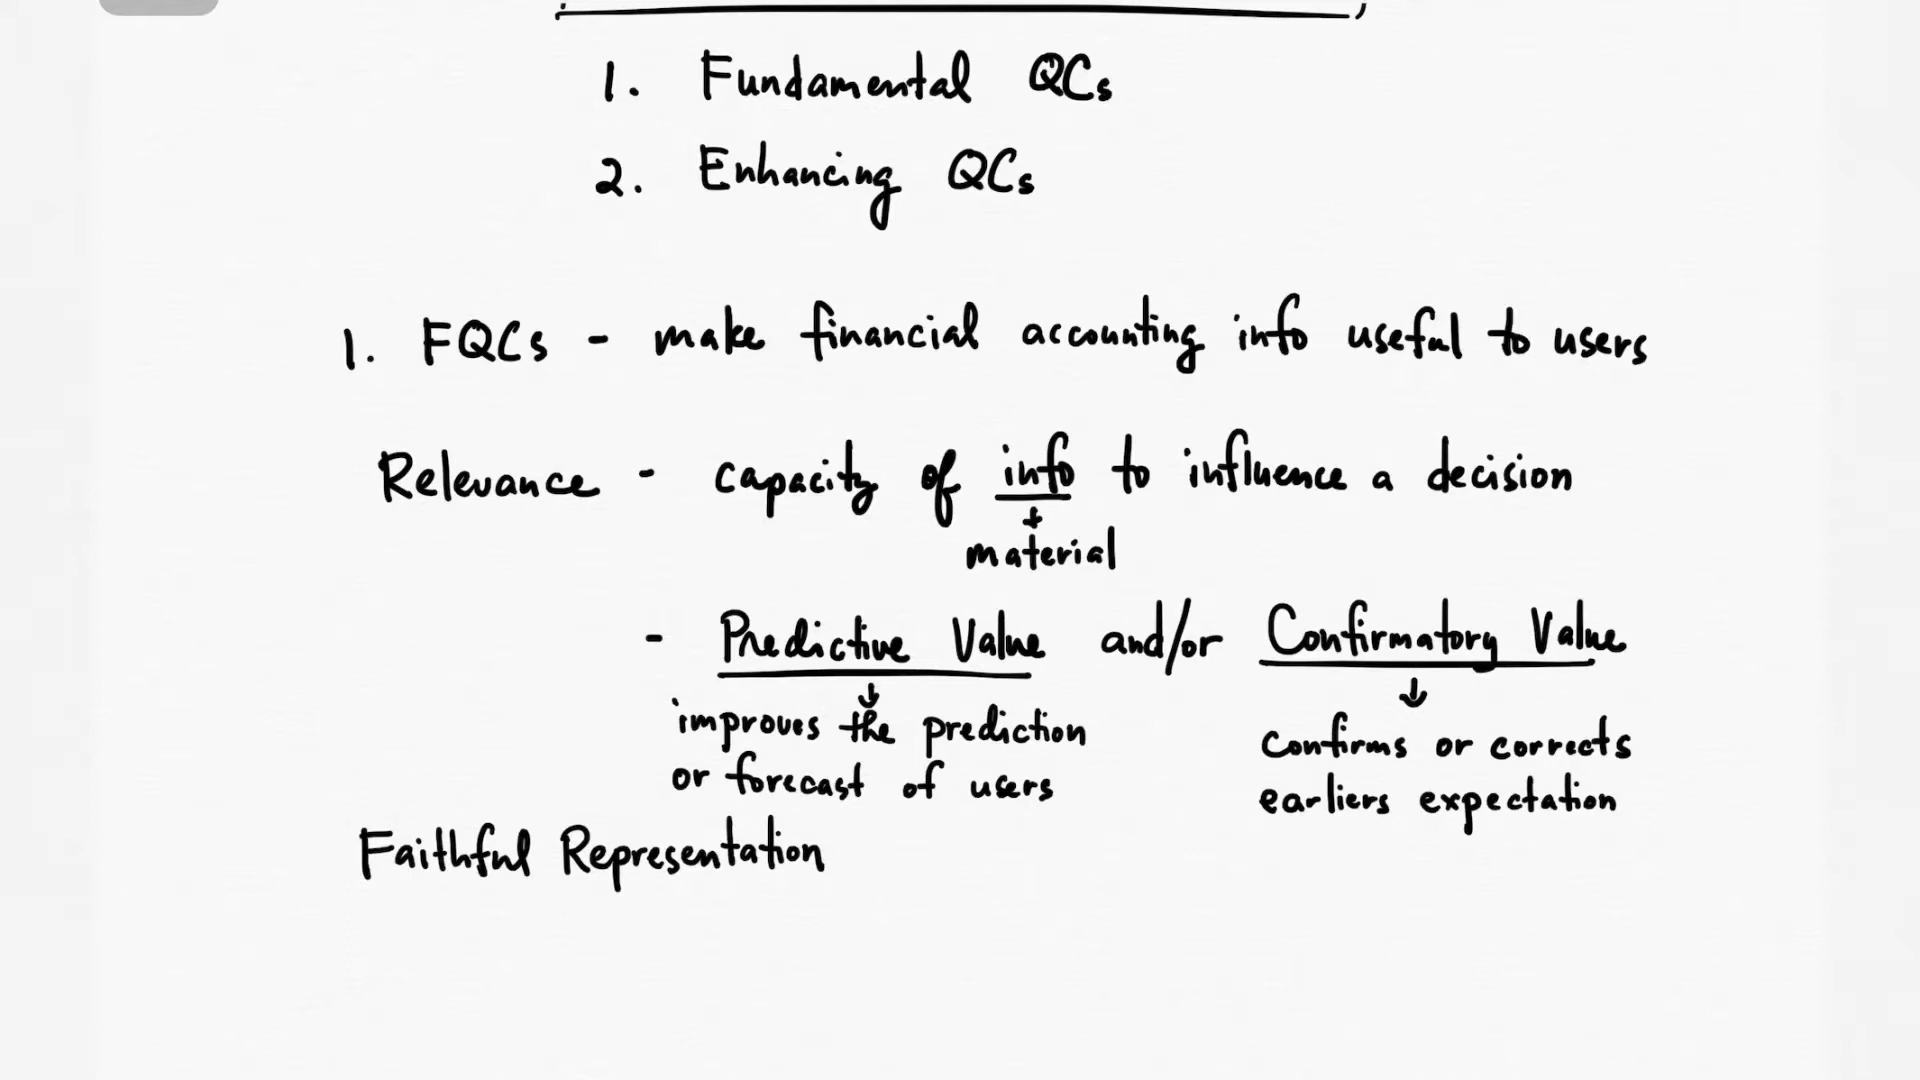 1. Fundamental QCs
2. Enhancing QCs
1. FQCs - make financial accounting info useful to users
Relevance - capacity of info to influence a decision
material
- Predictive Value and/or Confirmatory Value
improves the prediction
or forecast of users
confirms or corrects
earliers expectation
Faithful Representation